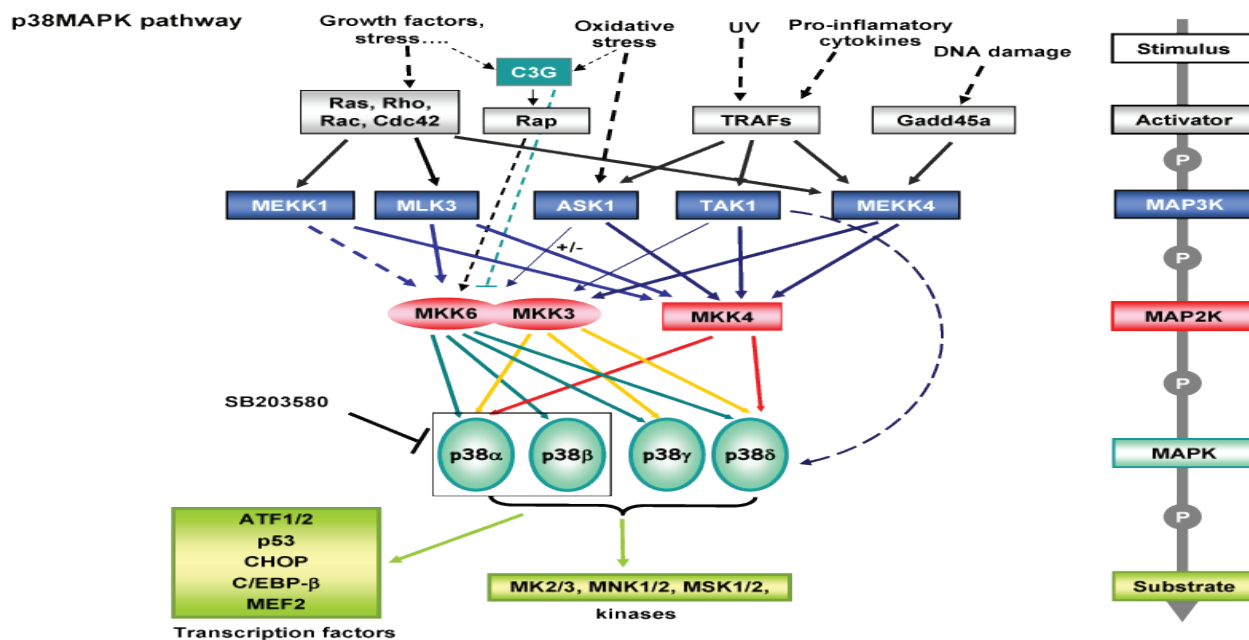 p38MAPK pathway
Growth factors,
stress....
Oxidative
stress
UV
Pro-inflamatory
cytokines
DNA damage
Stimulus
C3G
Ras, Rho,
Rac, Cdc42
Rap
TRAFs
Gadd45a
Activator
P
MEKK1
MLK3
ASK1
TAK1
MEKK4
MAP3K
+/-
P
MKK6
MKK3
MKK4
MAP2K
P
SB203580
p38α
p38β
p38γ
p38δ
MAPK
P
ATF1/2
p53
CHOP
C/EBP-β
MEF2
Transcription factors
MK2/3, MNK1/2, MSK1/2,
kinases
Substrate